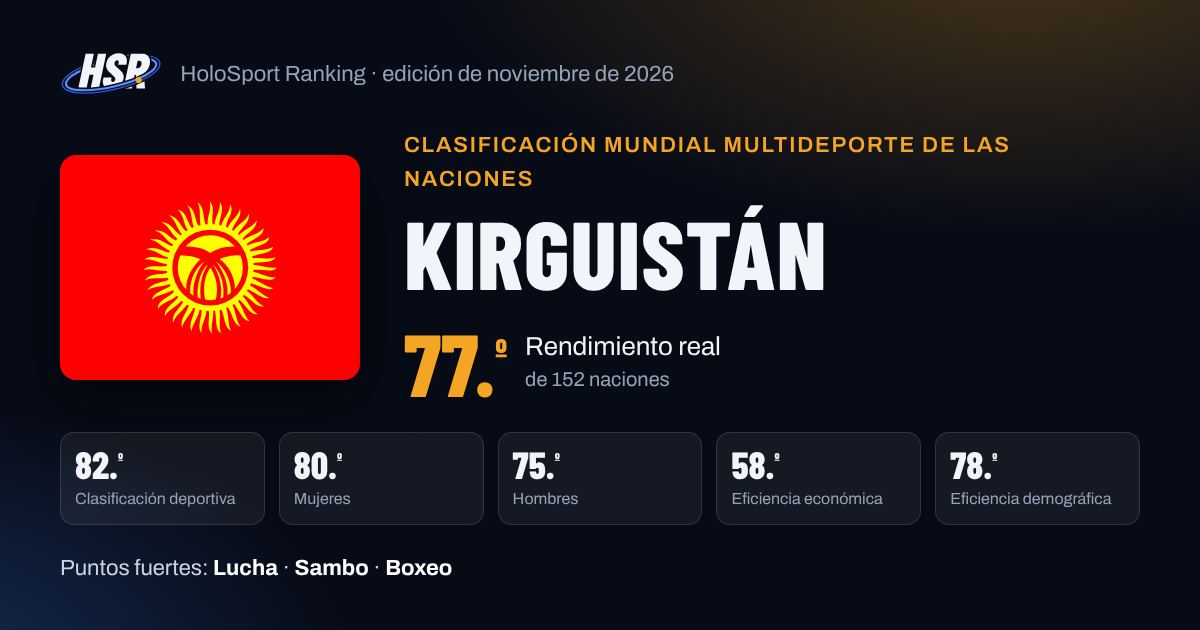 HSR HoloSport Ranking · edición de noviembre de 2026
CLASIFICACIÓN MUNDIAL MULTIDEPORTE DE LAS
NACIONES
KIRGUISTÁN
77.º Rendimiento real
de 152 naciones
82.º
Clasificación deportiva
80.º
Mujeres
75.º
Hombres
58.º
Eficiencia económica
78.º
Eficiencia demográfica
Puntos fuertes: Lucha · Sambo · Boxeo